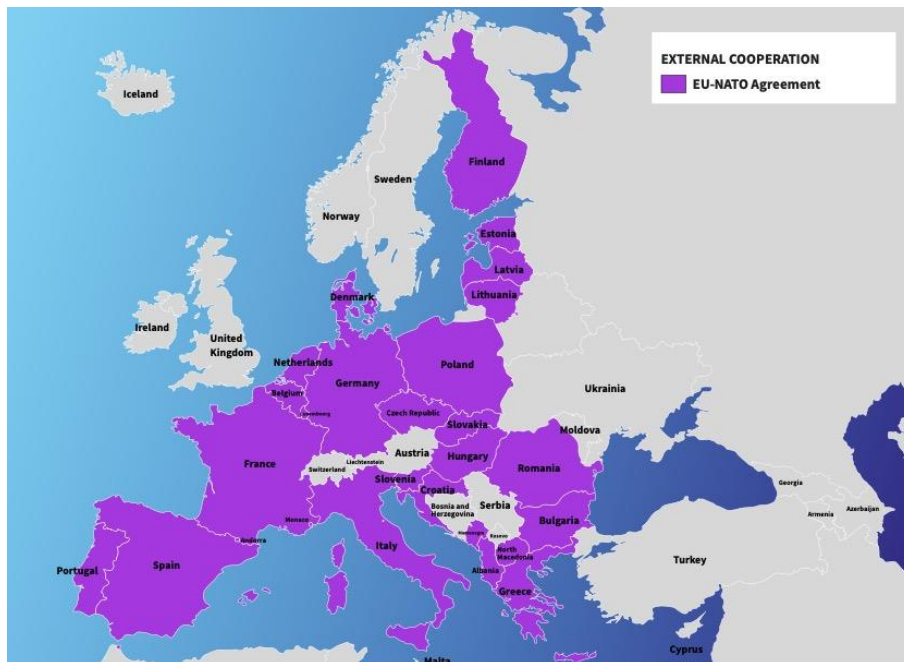 EXTERNAL COOPERATION
EU-NATO Agreement
Iceland
Finland
Sweden
Norway
Estonia
Latvia
Denmark
Lithuania
Ireland
United
Kingdom
Netherlands
Poland
Germany
Belgium
Ukrainia
Luxembourg
Czech Republic
Slovakia
Moldova
Austria
Hungary
France
Liechtenstein
Switzerland
Romania
Slovenia
Croatia
Georgia
Bosnia and
Herzegovina
Serbia
Azerbaijan
Armenia
Monaco
Bulgaria
Montenegro
Kosovo
Andorra
Italy
North
Macedonia
Turkey
Spain
Portugal
Albania
Greece
Cyprus
Malta